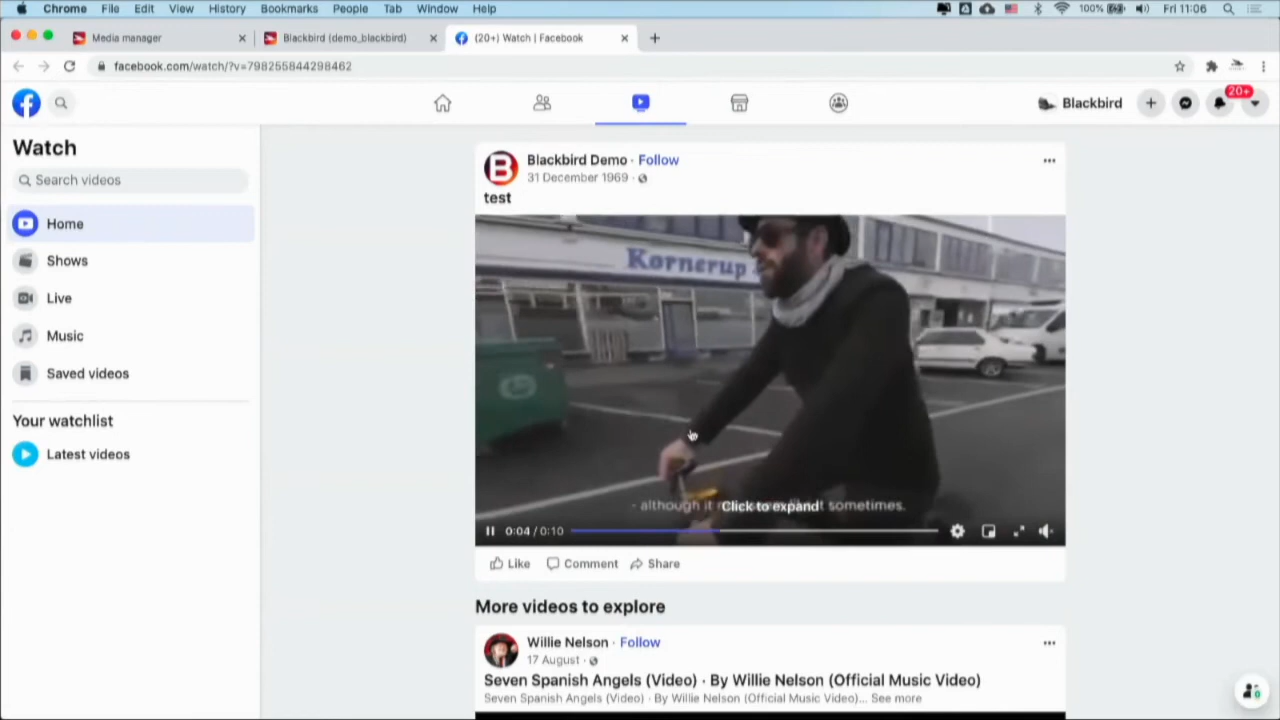 Chrome File Edit View History Bookmarks People Tab Window Help 100% Fri 11:06
Media manager Blackbird (demo_blackbird) (20+) Watch | Facebook
facebook.com/watch/?v=798255844298462
Blackbird 20+
Watch
Search videos
Home
Shows
Live
Music
Saved videos
Your watchlist
Latest videos
B
Blackbird Demo · Follow
31 December 1969 ·
test
Kornerup
- although it
Click to expand
sometimes.
0:04 / 0:10
Like Comment Share
More videos to explore
Willie Nelson · Follow
17 August ·
Seven Spanish Angels (Video) · By Willie Nelson (Official Music Video)
Seven Spanish Angels (Video) · By Willie Nelson (Official Music Video)... See more